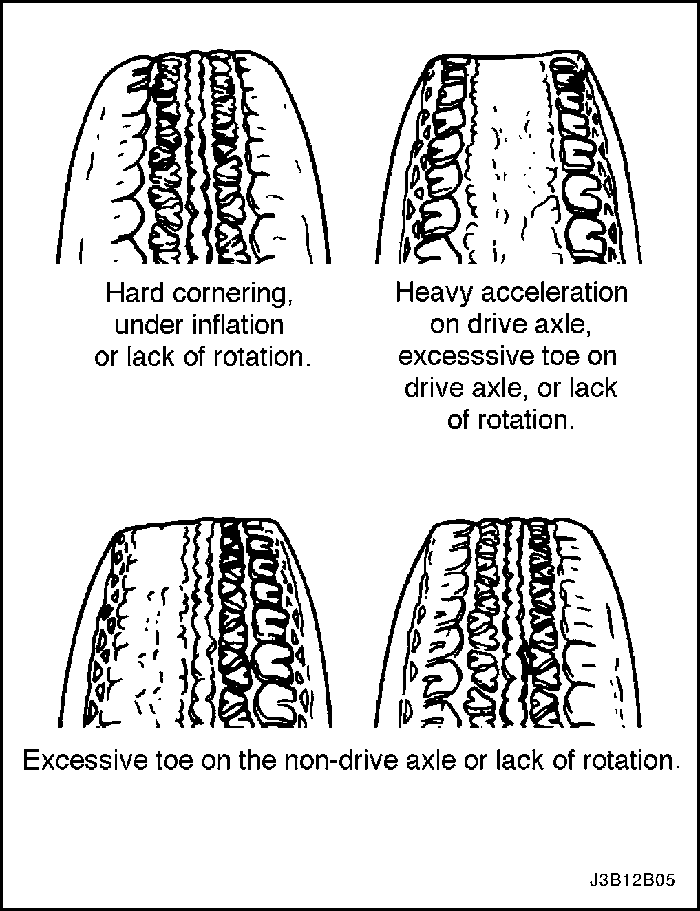 Hard cornering,
under inflation
or lack of rotation.
Heavy acceleration
on drive axle,
excesssive toe on
drive axle, or lack
of rotation.
Excessive toe on the non-drive axle or lack of rotation.
J3B12B05